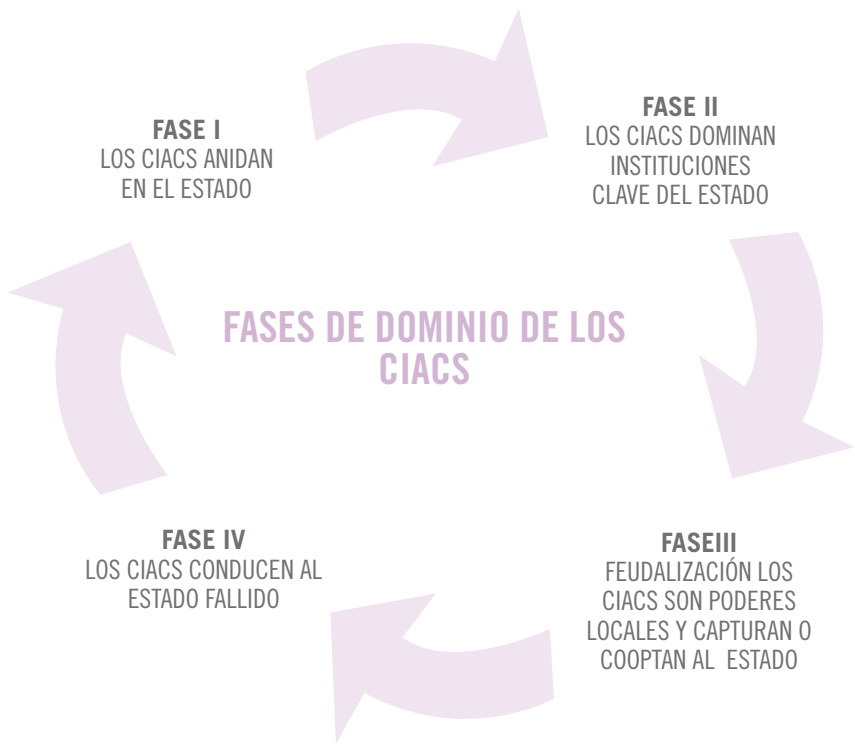 FASE I
LOS CIACS ANIDAN
EN EL ESTADO
FASE II
LOS CIACS DOMINAN
INSTITUCIONES
CLAVE DEL ESTADO
FASES DE DOMINIO DE LOS
CIACS
FASE IV
LOS CIACS CONDUCEN AL
ESTADO FALLIDO
FASEIII
FEUDALIZACIÓN LOS
CIACS SON PODERES
LOCALES Y CAPTURAN O
COOPTAN AL ESTADO